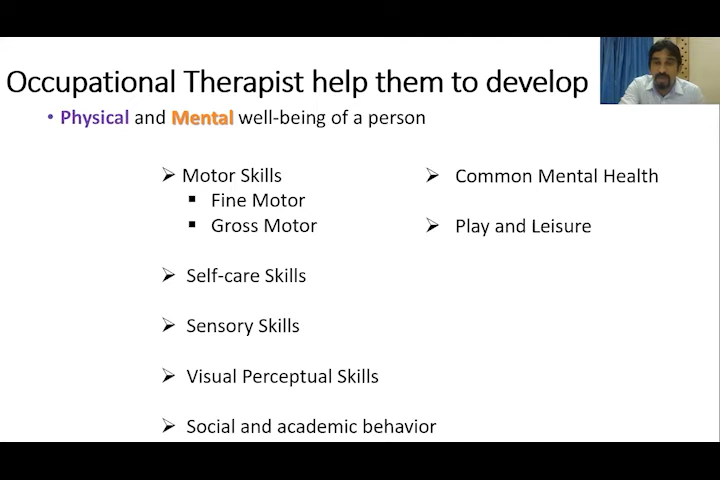 Occupational Therapist help them to develop
• Physical and Mental well-being of a person
➢ Motor Skills
▪ Fine Motor
▪ Gross Motor
➢ Self-care Skills
➢ Sensory Skills
➢ Visual Perceptual Skills
➢ Social and academic behavior
➢ Common Mental Health
➢ Play and Leisure